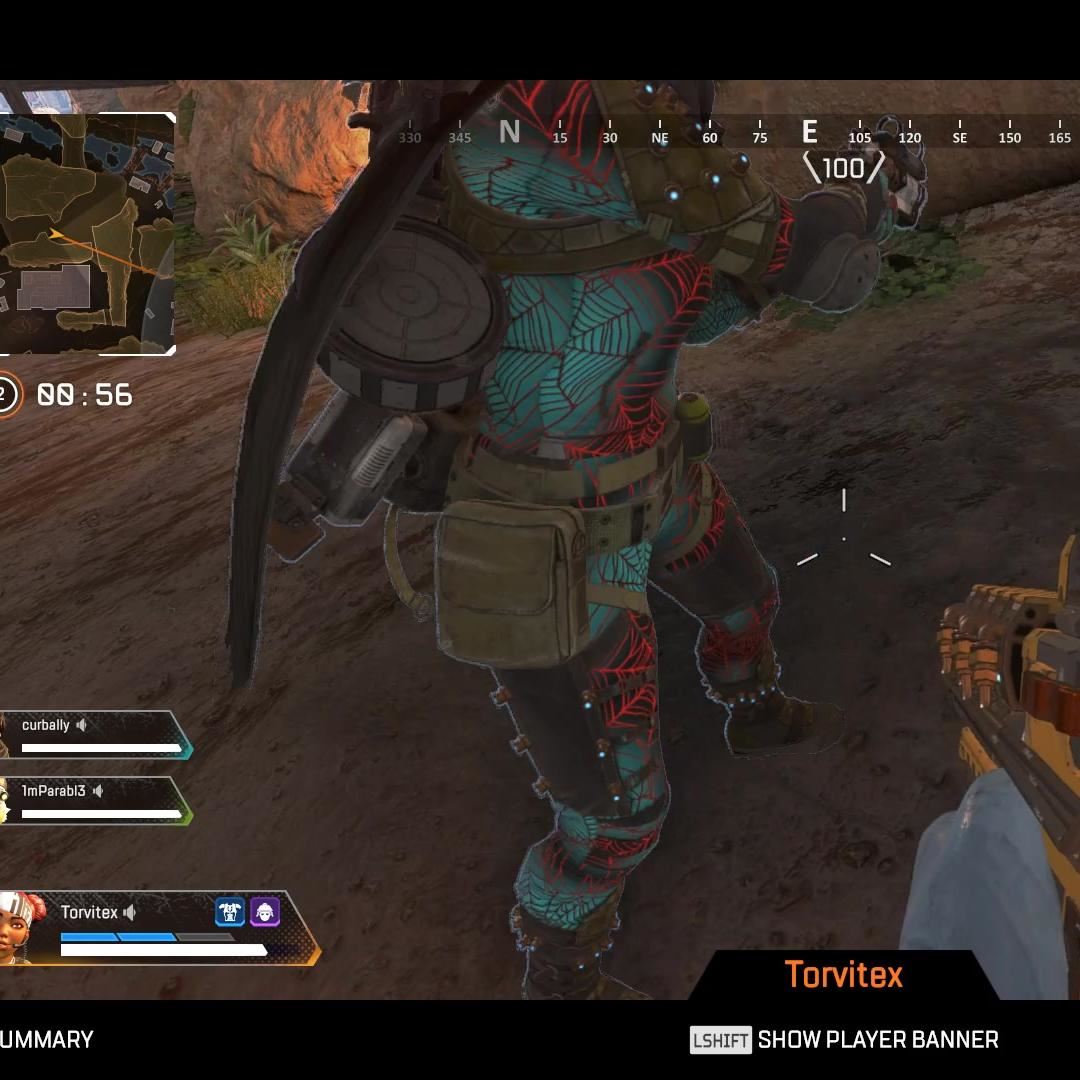 330 345 N 15 30 NE 60 75 E 105 120 SE 150 165
100
2 00:56
curbally
1mParabl3
Torvitex
Torvitex
UMMARY
LSHIFT SHOW PLAYER BANNER